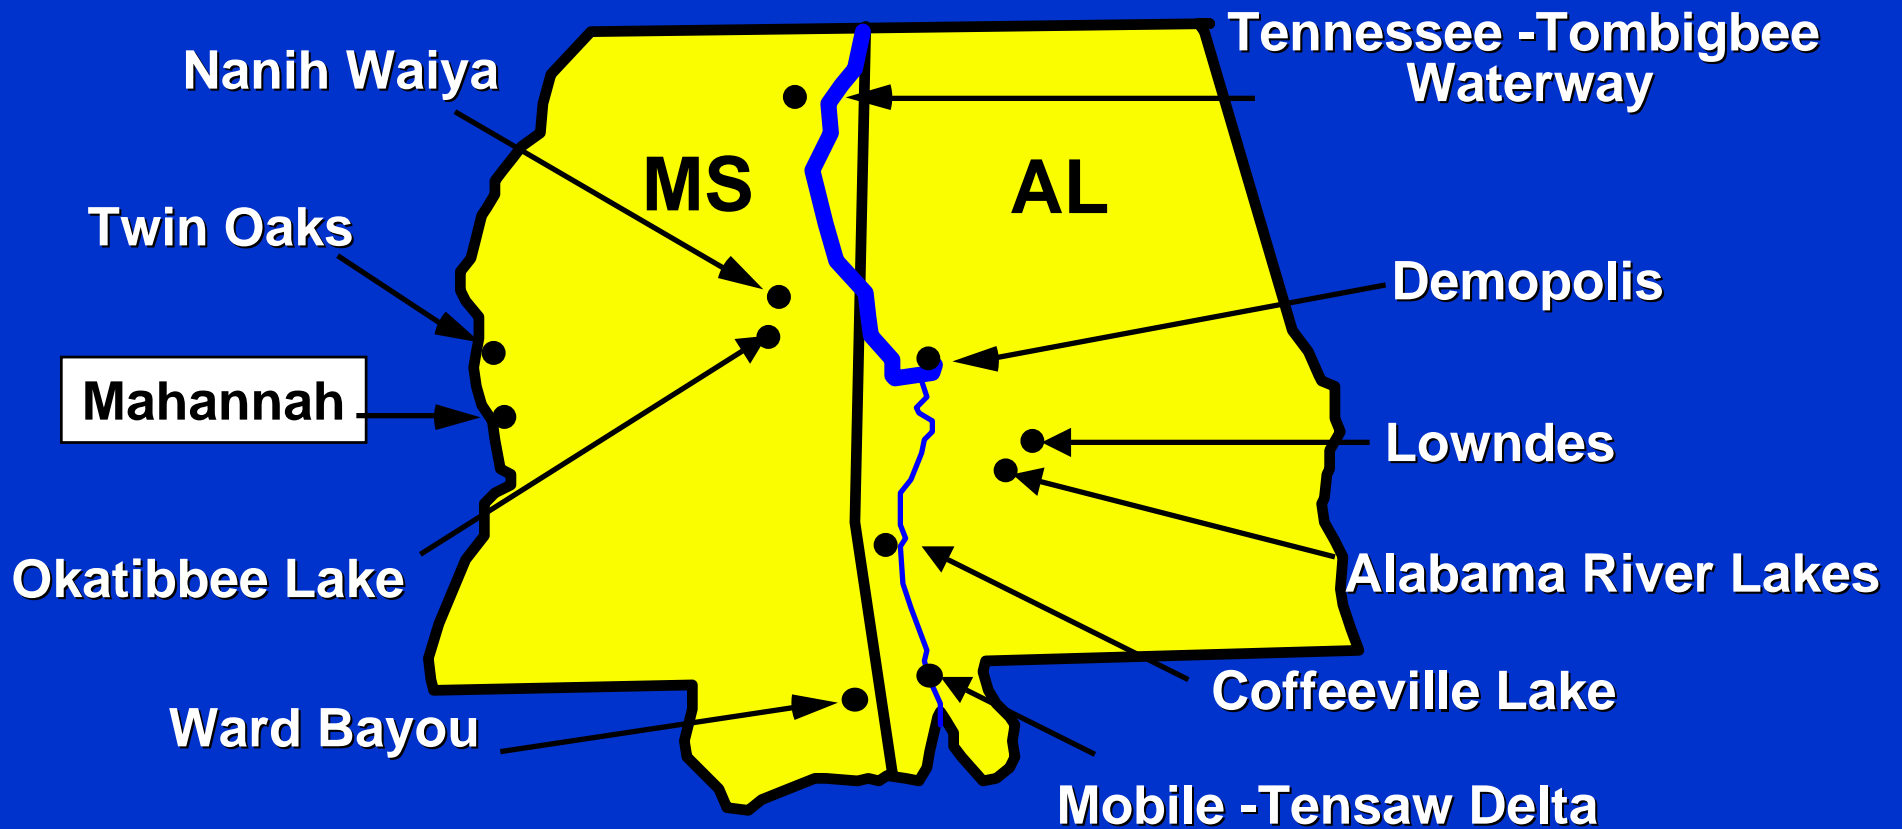 Tennessee -Tombigbee
Waterway
Nanih Waiya
MS
AL
Twin Oaks
Demopolis
Mahannah
Lowndes
Okatibbee Lake
Alabama River Lakes
Coffeeville Lake
Ward Bayou
Mobile -Tensaw Delta